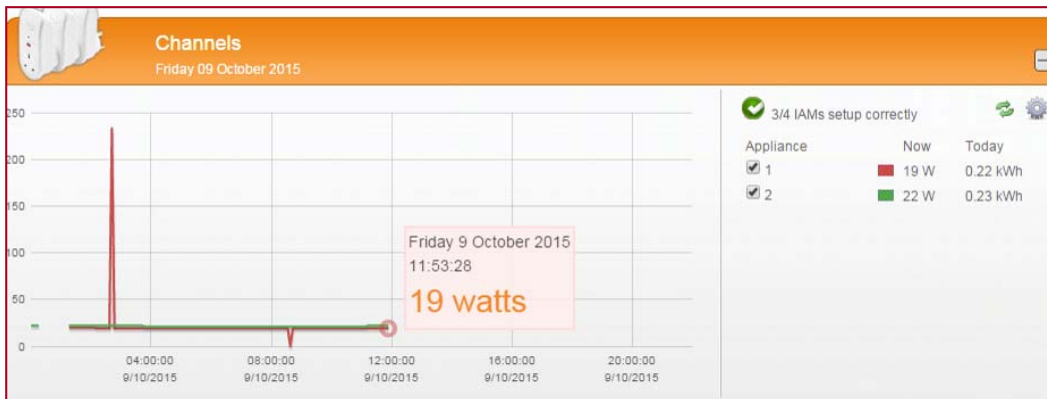 Channels
Friday 09 October 2015
250
200
150
100
50
0
04:00:00 08:00:00 12:00:00 16:00:00 20:00:00
9/10/2015 9/10/2015 9/10/2015 9/10/2015 9/10/2015
Friday 9 October 2015
11:53:28
19 watts
3/4 IAMs setup correctly
Appliance Now Today
1 19 W 0.22 kWh
2 22 W 0.23 kWh